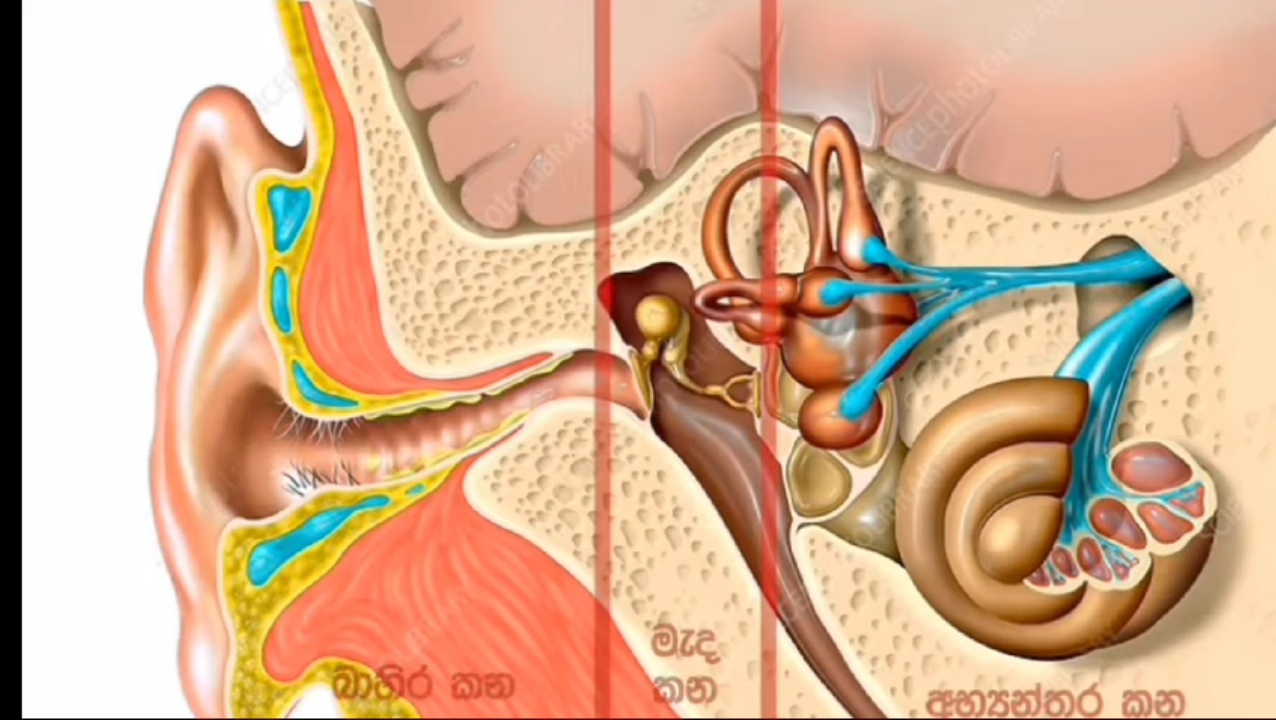 බාහිර කන
මැද
කන
අභ්‍යන්තර කන